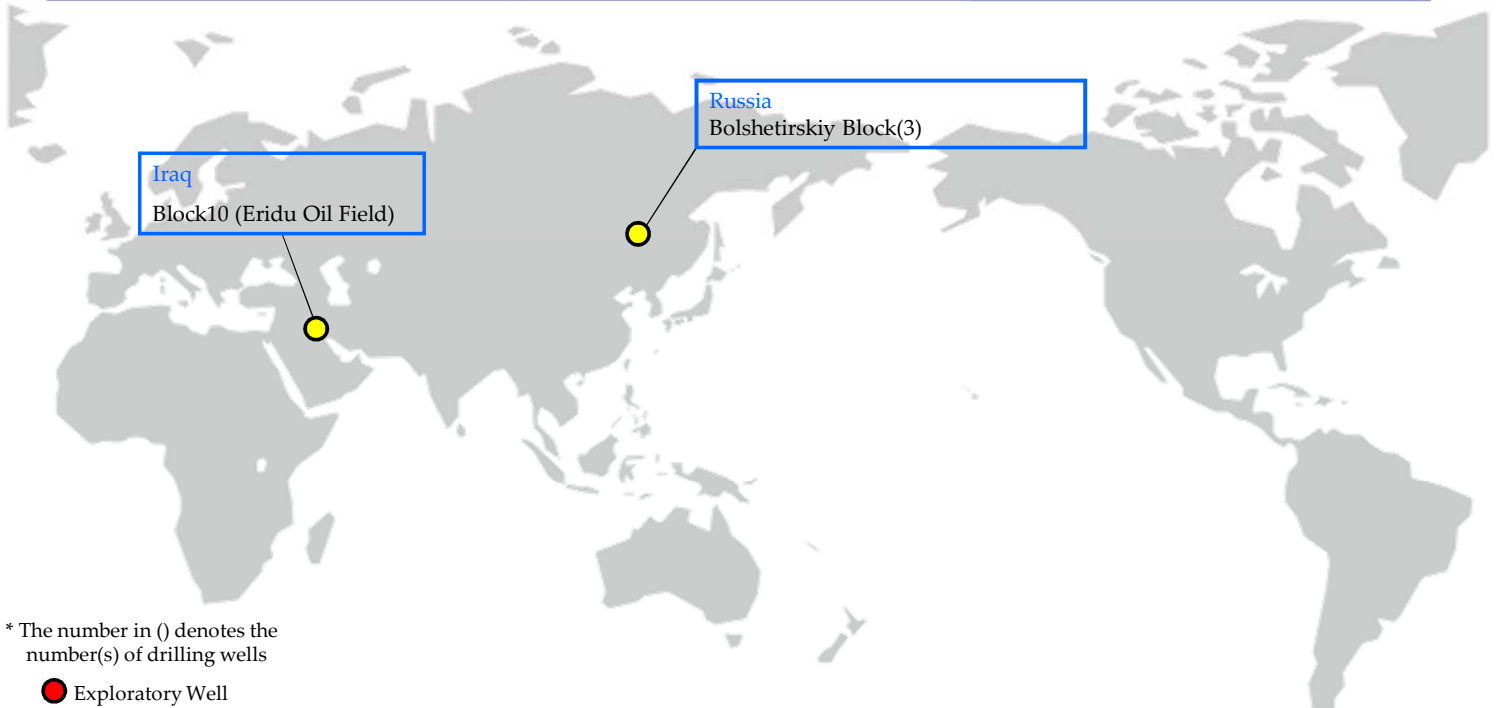 Russia
Bolshetirskiy Block(3)
Iraq
Block10 (Eridu Oil Field)
* The number in () denotes the
number(s) of drilling wells
Exploratory Well